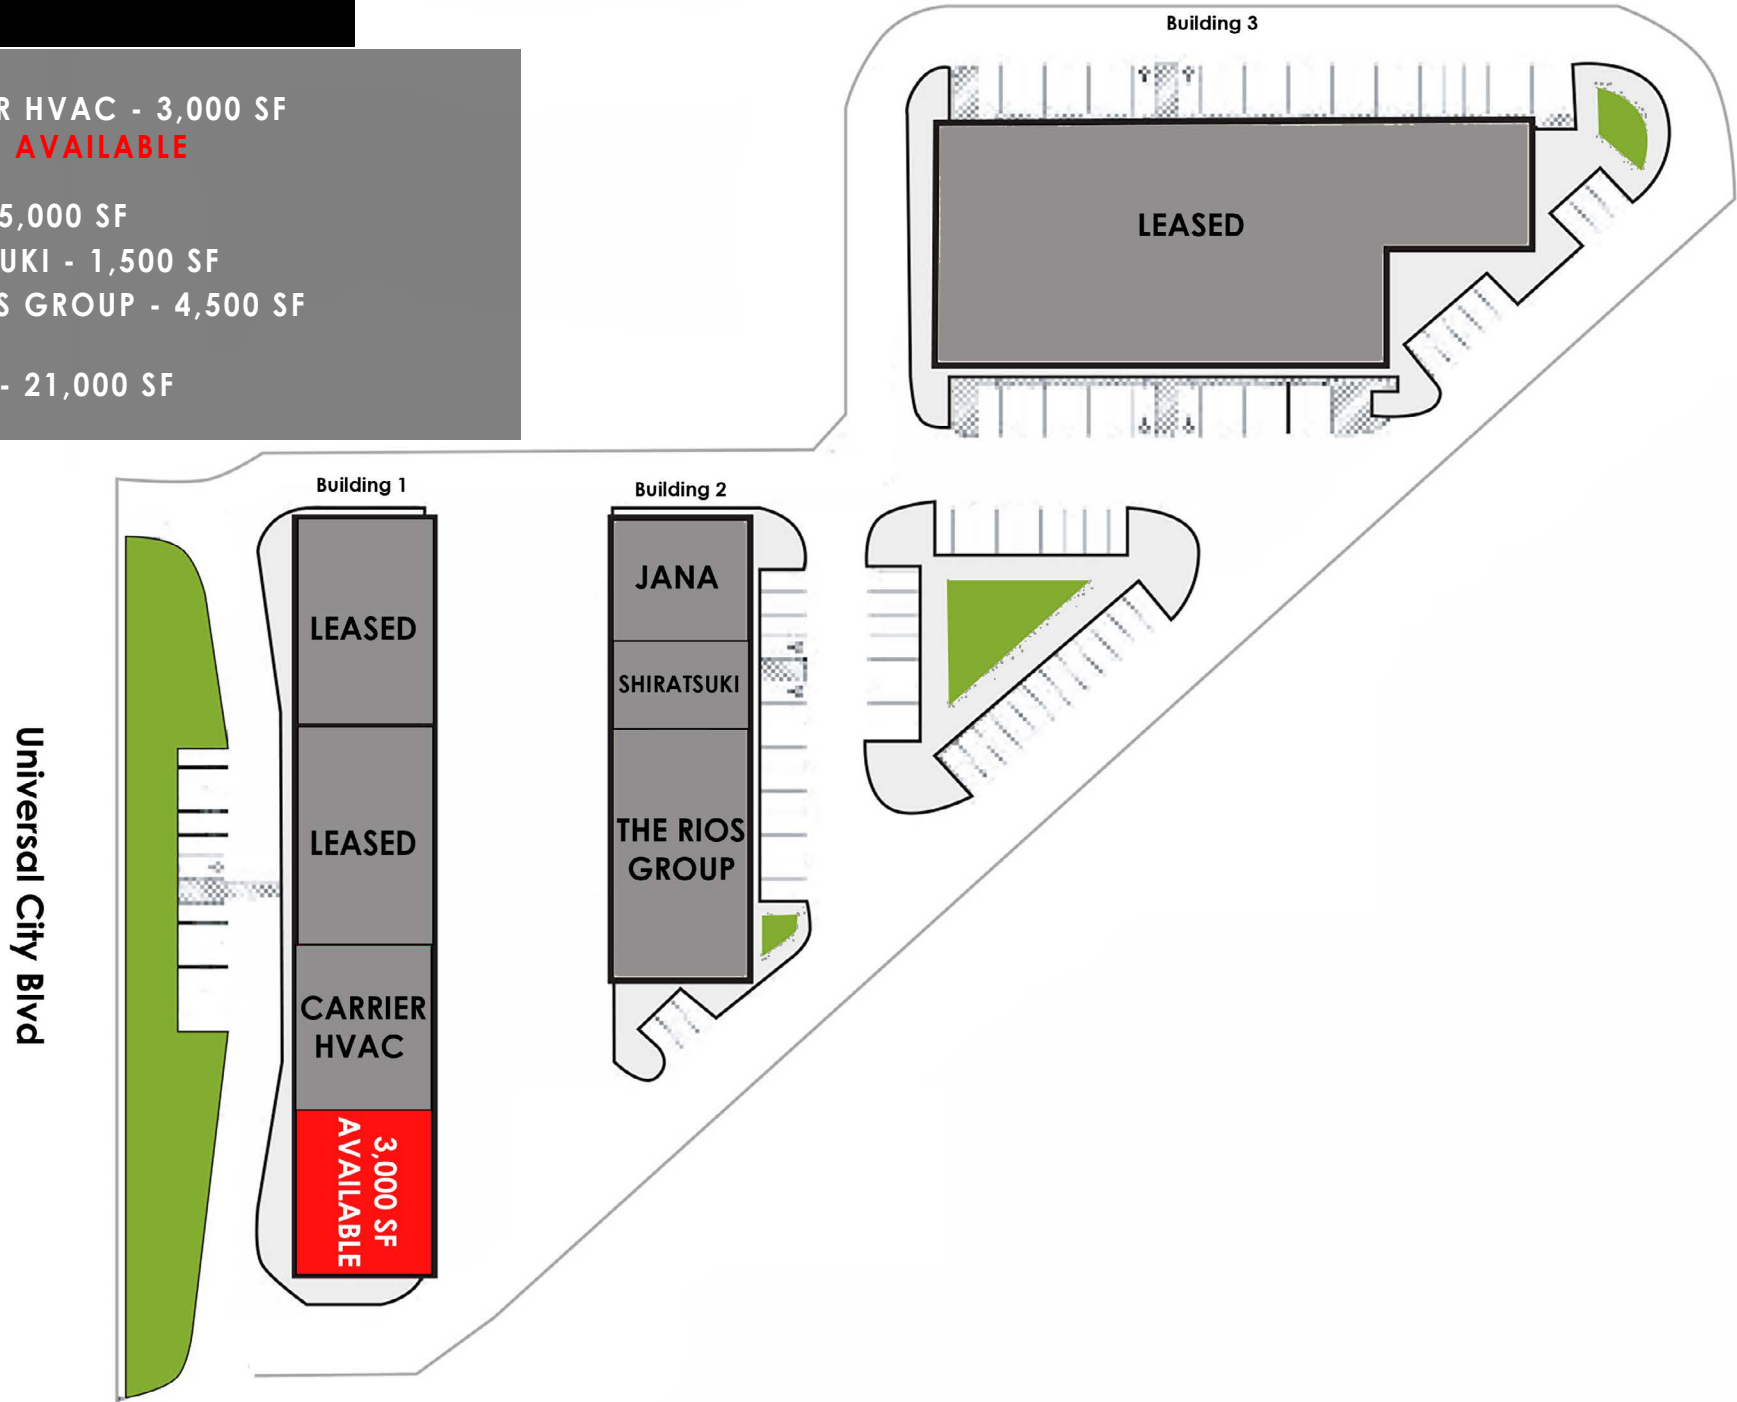 R HVAC - 3,000 SF
AVAILABLE
5,000 SF
UKI - 1,500 SF
S GROUP - 4,500 SF
- 21,000 SF
Building 3
LEASED
Building 1
LEASED
LEASED
CARRIER
HVAC
3,000 SF
AVAILABLE
Building 2
JANA
SHIRATSUKI
THE RIOS
GROUP
Universal City Blvd